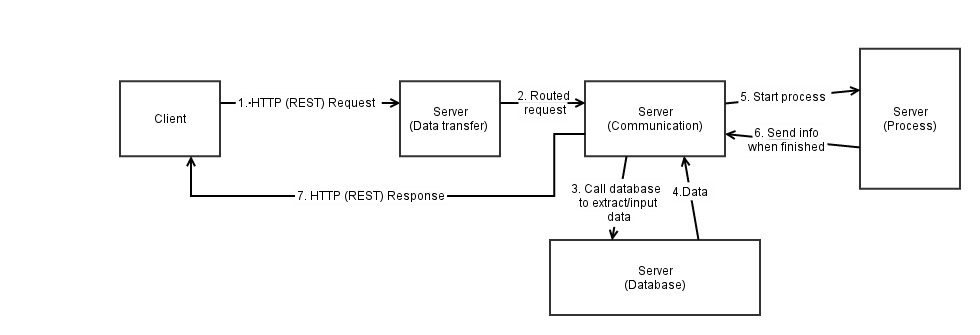 Client
1. HTTP (REST) Request
Server
(Data transfer)
2. Routed
request
Server
(Communication)
5. Start process
Server
(Process)
6. Send info
when finished
7. HTTP (REST) Response
3. Call database
to extract/input
data
4.Data
Server
(Database)